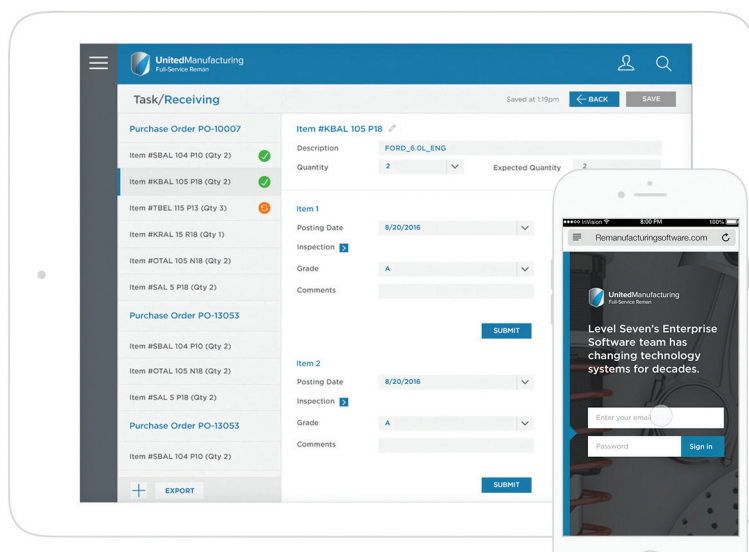 UnitedManufacturing
Full-Service Reman
Task/Receiving
Saved at 1:19pm
BACK
SAVE
Purchase Order PO-10007
Item #SBAL 104 P10 (Qty 2)
Item #KBAL 105 P18 (Qty 2)
Item #TBEL 115 P13 (Qty 3)
Item #KRAL 15 R18 (Qty 1)
Item #OTAL 105 N18 (Qty 2)
Item #SAL 5 P18 (Qty 2)
Purchase Order PO-13053
Item #SBAL 104 P10 (Qty 2)
Item #OTAL 105 N18 (Qty 2)
Item #SAL 5 P18 (Qty 2)
Purchase Order PO-13053
Item #SBAL 104 P10 (Qty 2)
EXPORT
Item #KBAL 105 P18
Description FORD_6.0L_ENG
Quantity 2 Expected Quantity 2
Item 1
Posting Date 8/20/2016
Inspection
Grade A
Comments
SUBMIT
Item 2
Posting Date 8/20/2016
Inspection
Grade A
Comments
SUBMIT
InVision 8:00 PM 100%
Remanufacturingsoftware.com
UnitedManufacturing
Full-Service Reman
Level Seven's Enterprise
Software team has
changing technology
systems for decades.
Enter your email
Password
Sign in